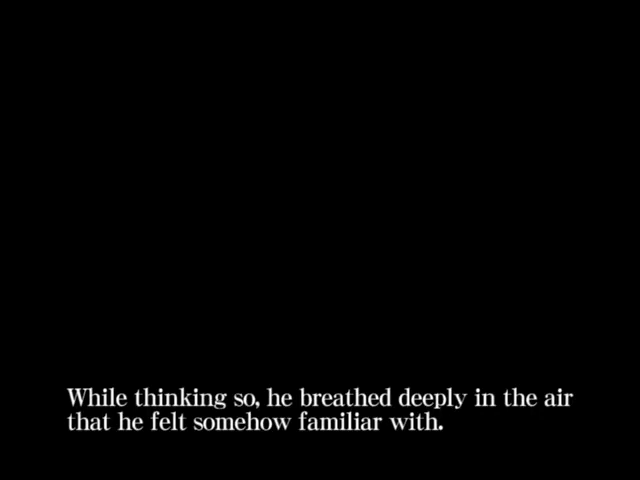 While thinking so, he breathed deeply in the air
that he felt somehow familiar with.